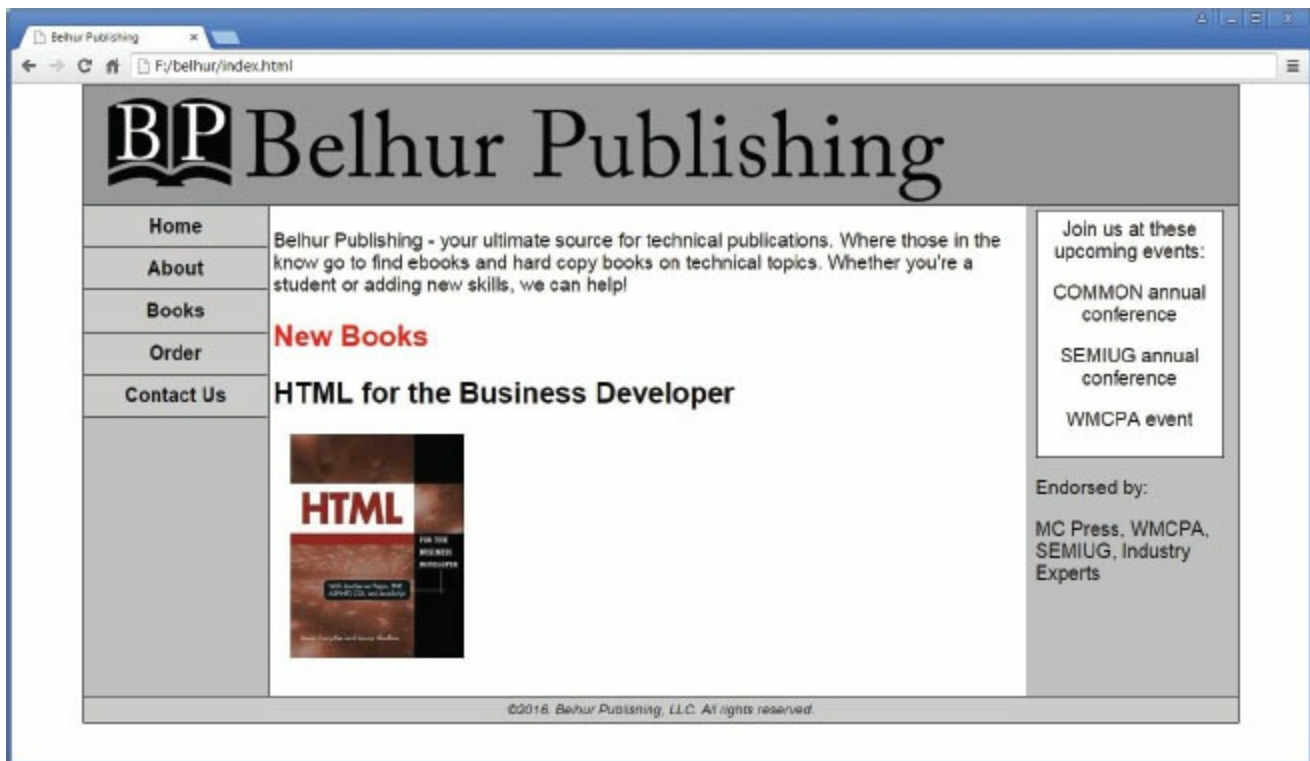 Belhur Publishing
F:/belhur/index.html
BP Belhur Publishing
Home
About
Books
Order
Contact Us
Belhur Publishing - your ultimate source for technical publications. Where those in the
know go to find ebooks and hard copy books on technical topics. Whether you're a
student or adding new skills, we can help!
New Books
HTML for the Business Developer
HTML
FOR THE
BUSINESS
DEVELOPER
Join us at these
upcoming events:
COMMON annual
conference
SEMIUG annual
conference
WMCPA event
Endorsed by:
MC Press, WMCPA,
SEMIUG, Industry
Experts
©2016. Belhur Publishing, LLC. All rights reserved.